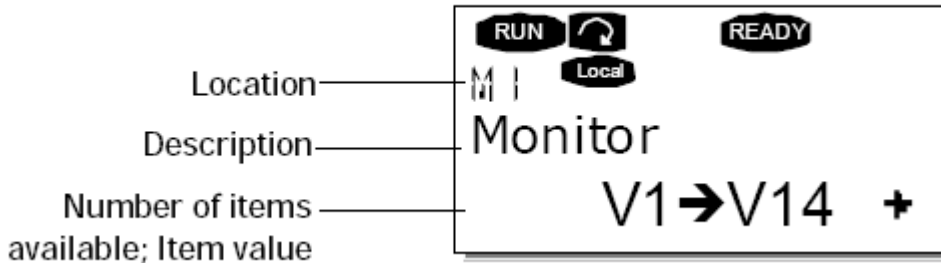 RUN READY
Location M1 Local
Description Monitor
Number of items V1➔V14 +
available; Item value